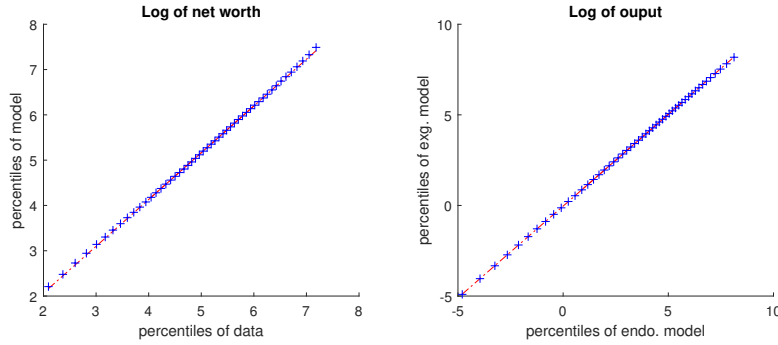 Log of net worth
8
7
6
5
4
3
2
percentiles of model
2 3 4 5 6 7 8
percentiles of data
Log of ouput
10
5
0
-5
percentiles of exg. model
-5 0 5 10
percentiles of endo. model